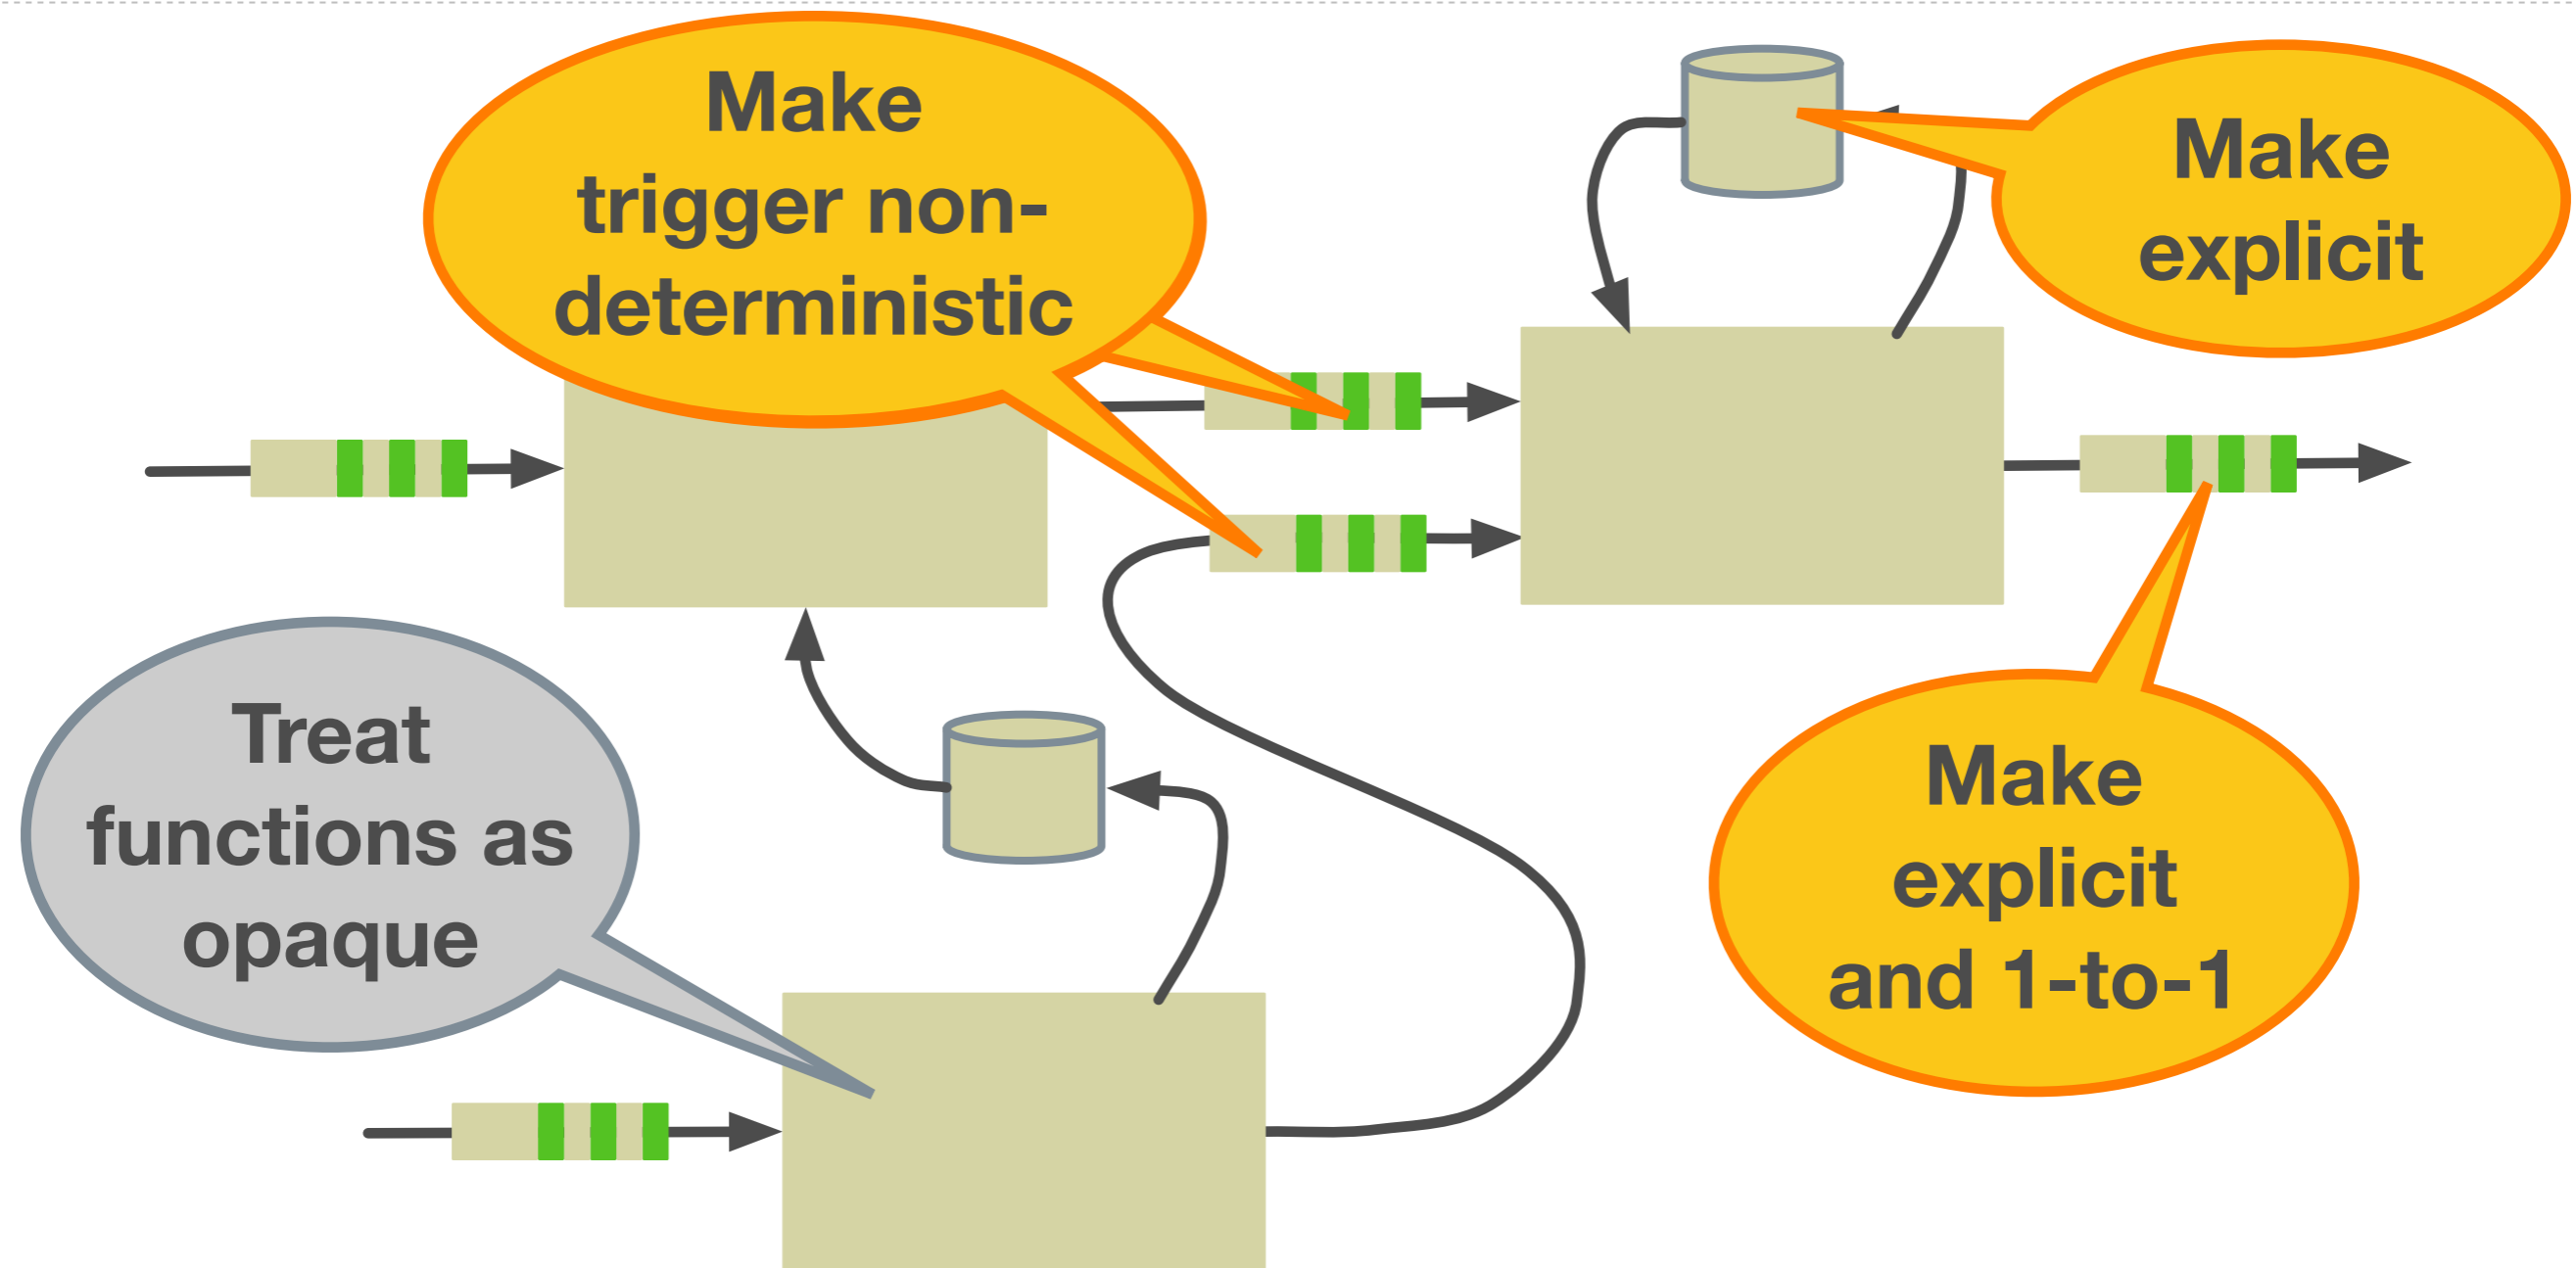 Make
trigger non-
deterministic
Make
explicit
Treat
functions as
opaque
Make
explicit
and 1-to-1